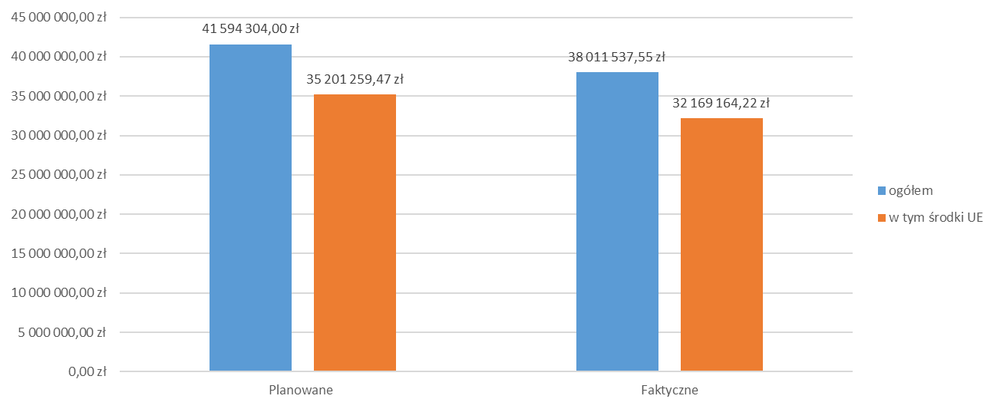 45 000 000,00 zł
40 000 000,00 zł
35 000 000,00 zł
30 000 000,00 zł
25 000 000,00 zł
20 000 000,00 zł
15 000 000,00 zł
10 000 000,00 zł
5 000 000,00 zł
0,00 zł
41 594 304,00 zł
35 201 259,47 zł
38 011 537,55 zł
32 169 164,22 zł
Planowane
Faktyczne
ogółem
w tym środki UE